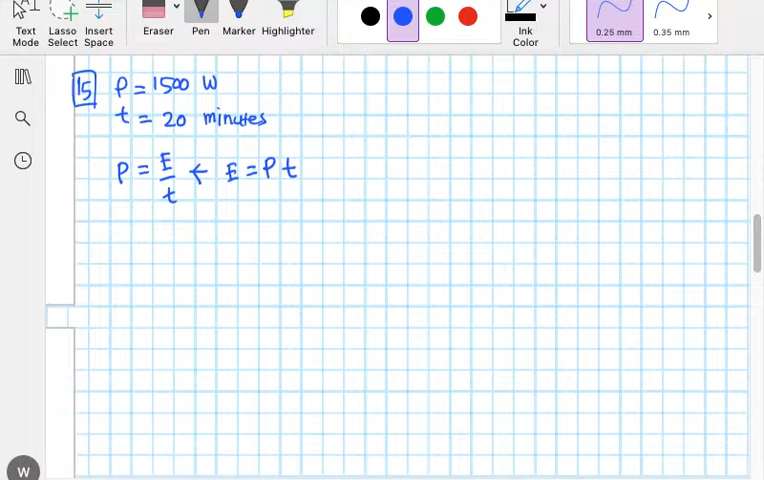 Text Mode
Lasso Select
Insert Space
Eraser
Pen
Marker
Highlighter
Ink Color
0.25 mm
0.35 mm
15 P = 1500 W
t = 20 minutes
P = E/t ← E = P t
W